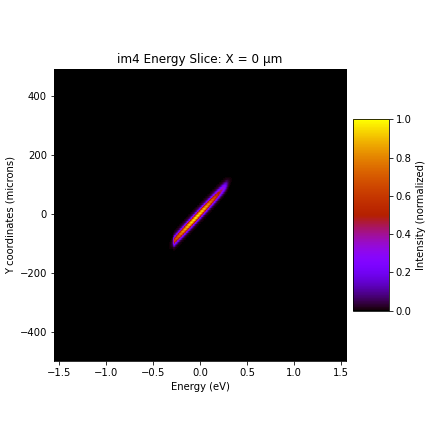 im4 Energy Slice: X = 0 μm
400
200
0
−200
−400
Y coordinates (microns)
−1.5 −1.0 −0.5 0.0 0.5 1.0 1.5
Energy (eV)
1.0
0.8
0.6
0.4
0.2
0.0
Intensity (normalized)